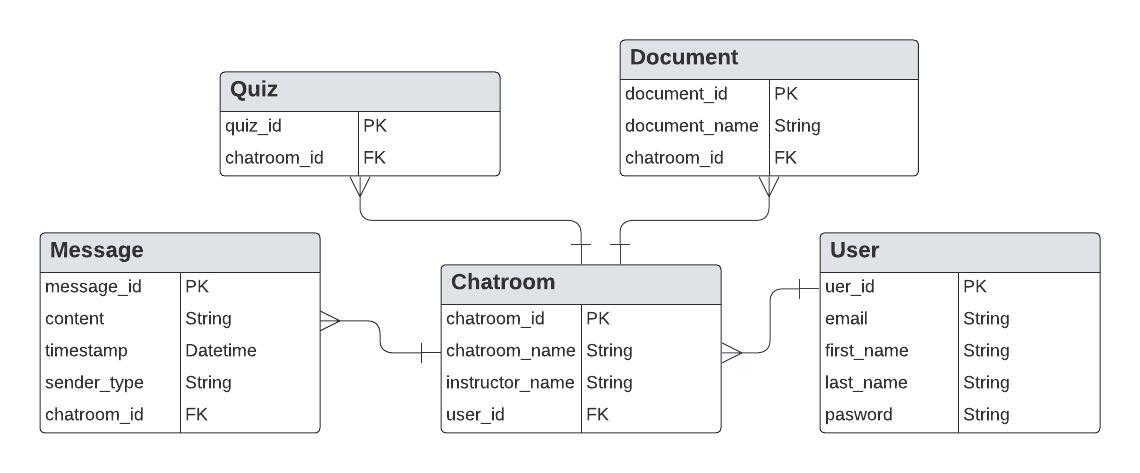 Quiz
quiz_id PK
chatroom_id FK
Document
document_id PK
document_name String
chatroom_id FK
Message
message_id PK
content String
timestamp Datetime
sender_type String
chatroom_id FK
Chatroom
chatroom_id PK
chatroom_name String
instructor_name String
user_id FK
User
uer_id PK
email String
first_name String
last_name String
pasword String